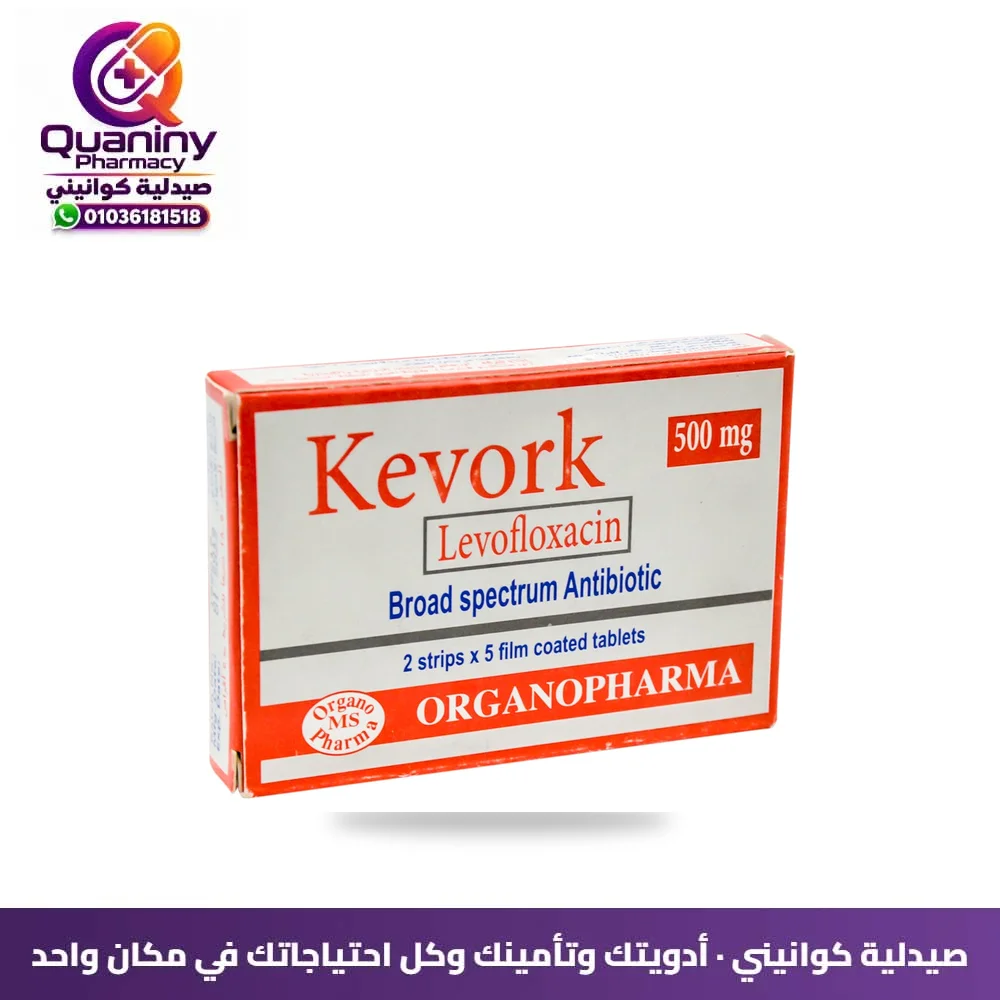 Quaniny
Pharmacy
صيدلية كوانيني
01036181518
Kevork
500 mg
Levofloxacin
Broad spectrum Antibiotic
2 strips x 5 film coated tablets
Organo
MS
Pharma
ORGANOPHARMA
صيدلية كوانيني · أدويتك وتأمينك وكل احتياجاتك في مكان واحد